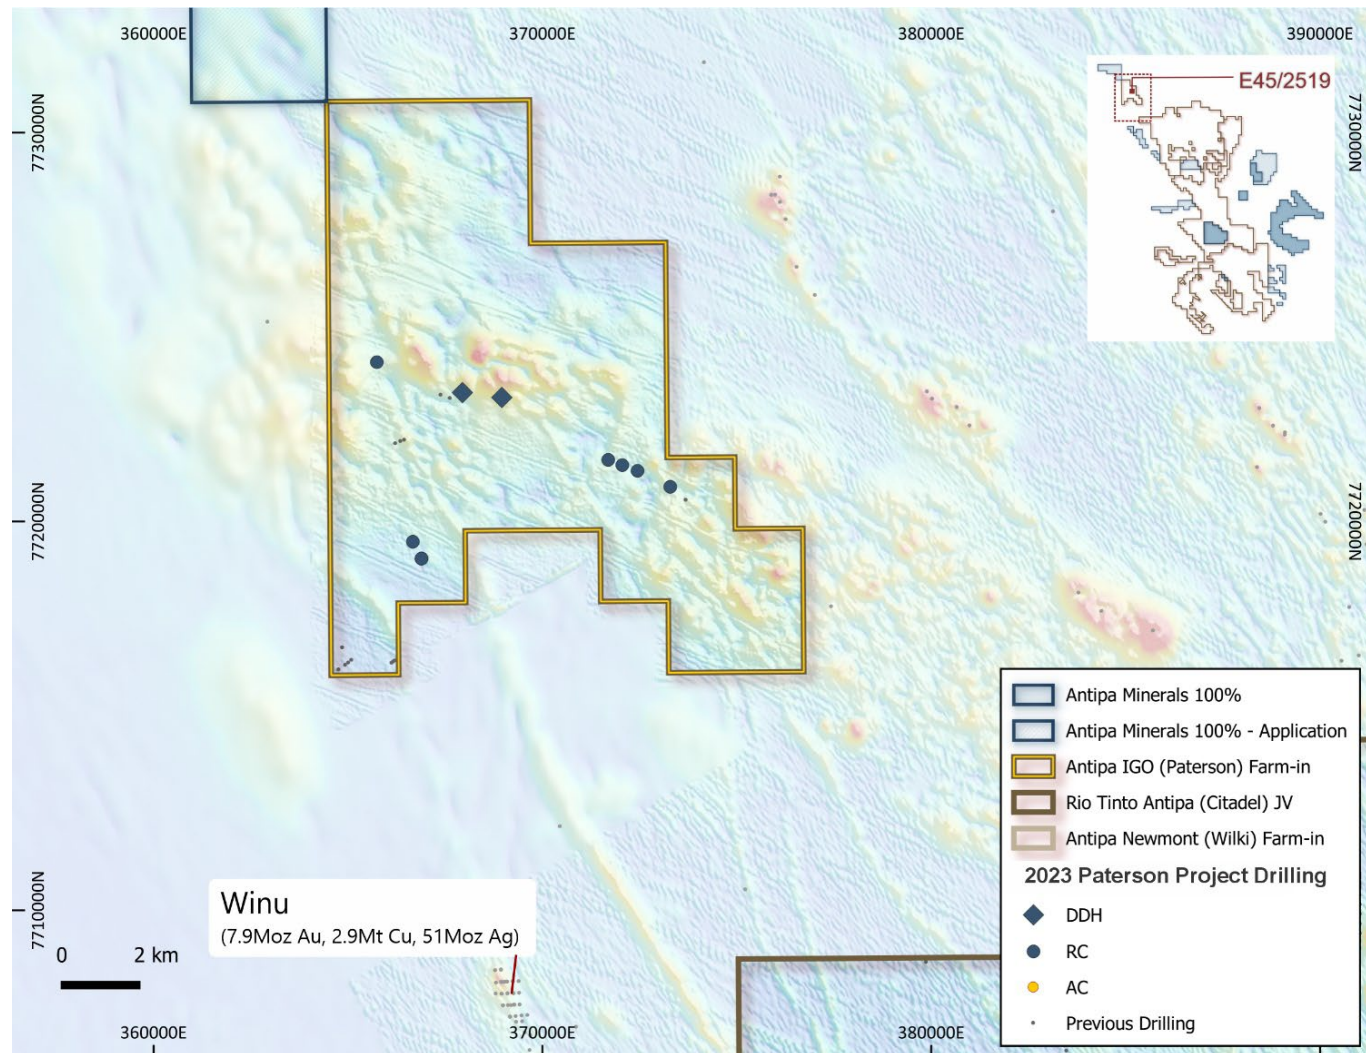 360000E
370000E
380000E
390000E
E45/2519
7730000N
7730000N
7720000N
7720000N
7710000N
Antipa Minerals 100%
Antipa Minerals 100% - Application
Antipa IGO (Paterson) Farm-in
Rio Tinto Antipa (Citadel) JV
Antipa Newmont (Wilki) Farm-in
2023 Paterson Project Drilling
DDH
RC
AC
Previous Drilling
Winu
(7.9Moz Au, 2.9Mt Cu, 51Moz Ag)
0 2 km
360000E
370000E
380000E